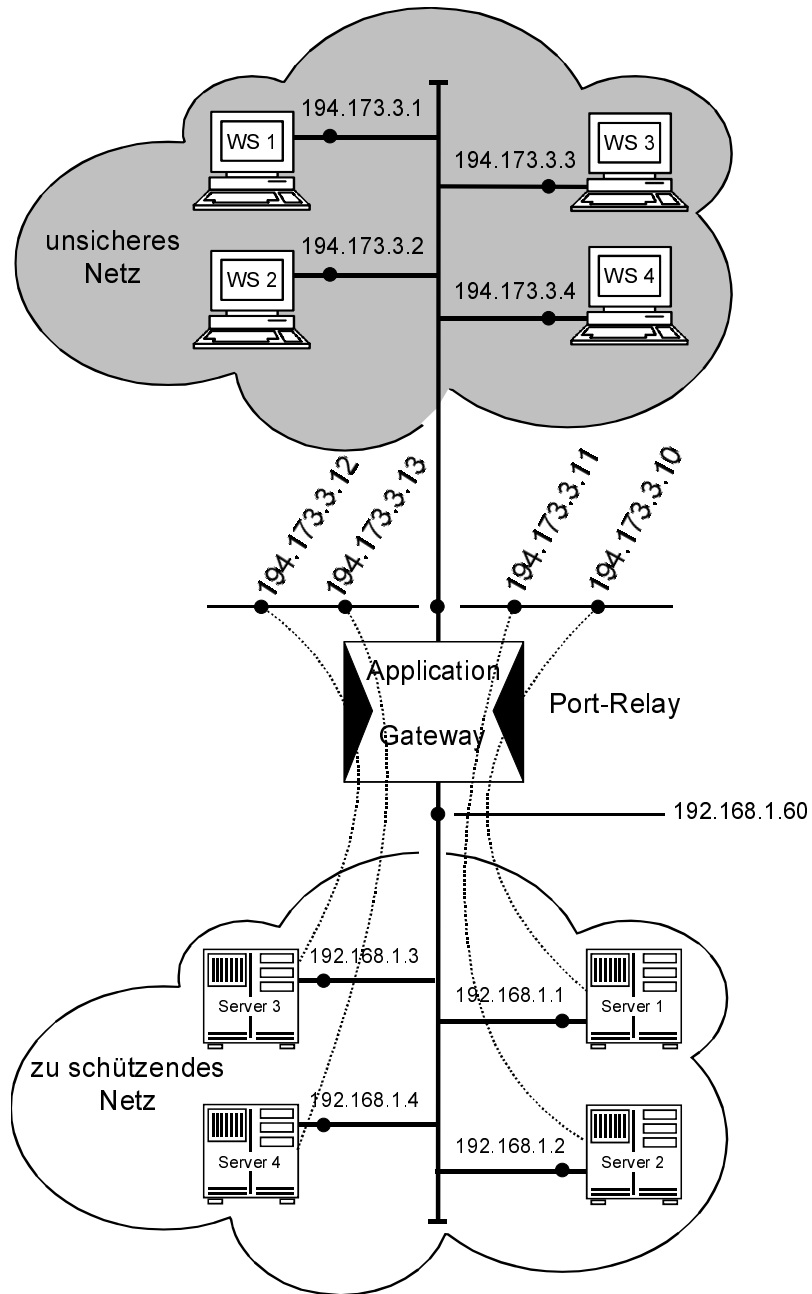 194.173.3.1
WS 1
WS 3
194.173.3.3
unsicheres
Netz
194.173.3.2
WS 2
WS 4
194.173.3.4
194.173.3.12
194.173.3.13
194.173.3.11
194.173.3.10
Application
Gateway
Port-Relay
192.168.1.60
192.168.1.3
Server 3
192.168.1.1
Server 1
zu schützendes
Netz
192.168.1.4
Server 4
192.168.1.2
Server 2